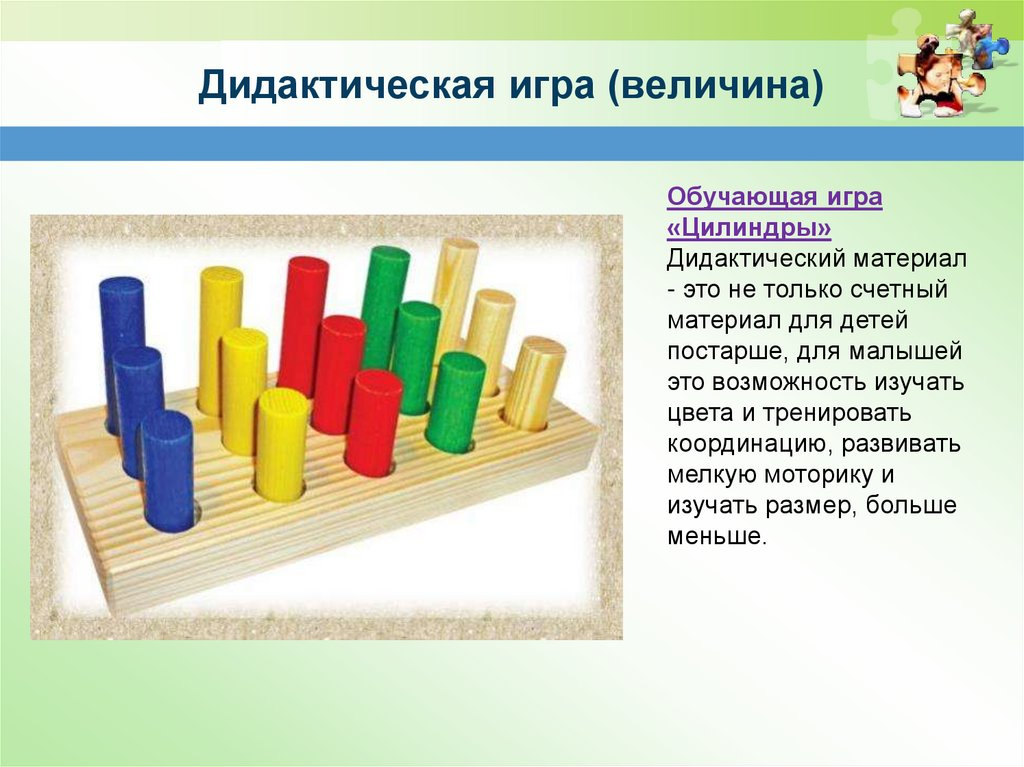 Дидактическая игра (величина)
Обучающая игра
«Цилиндры»
Дидактический материал
- это не только счетный
материал для детей
постарше, для малышей
это возможность изучать
цвета и тренировать
координацию, развивать
мелкую моторику и
изучать размер, больше
меньше.